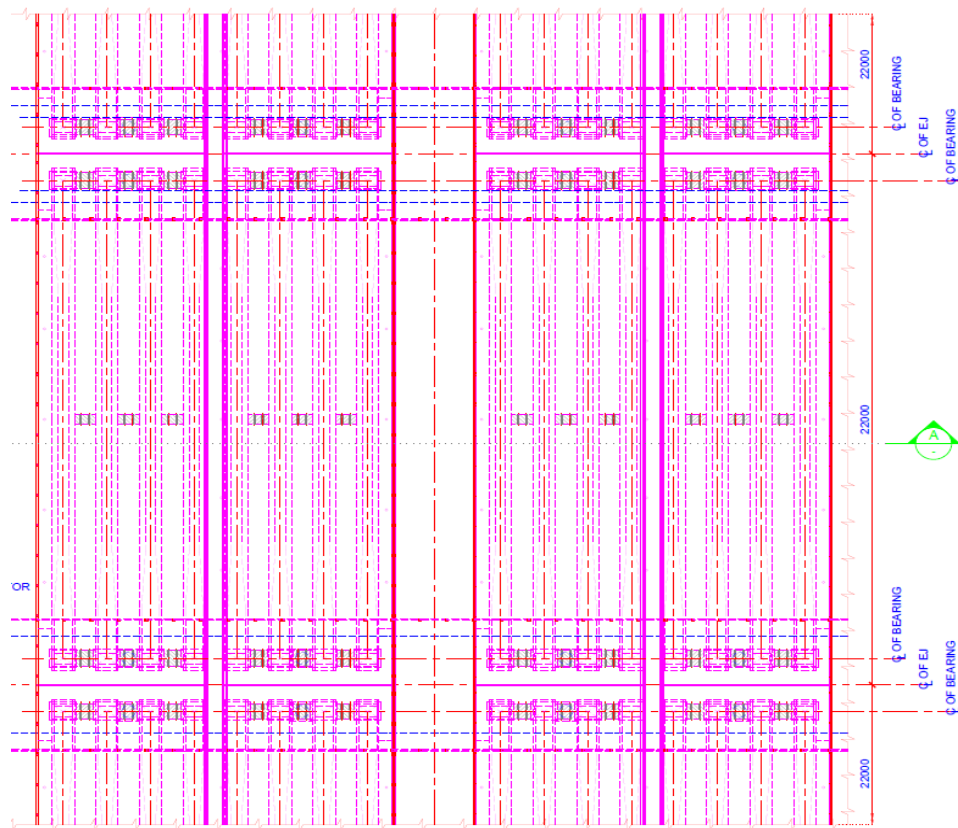 22000
℄ OF BEARING
℄ OF EJ
℄ OF BEARING
22000
A
-
OR
℄ OF BEARING
℄ OF EJ
℄ OF BEARING
22000